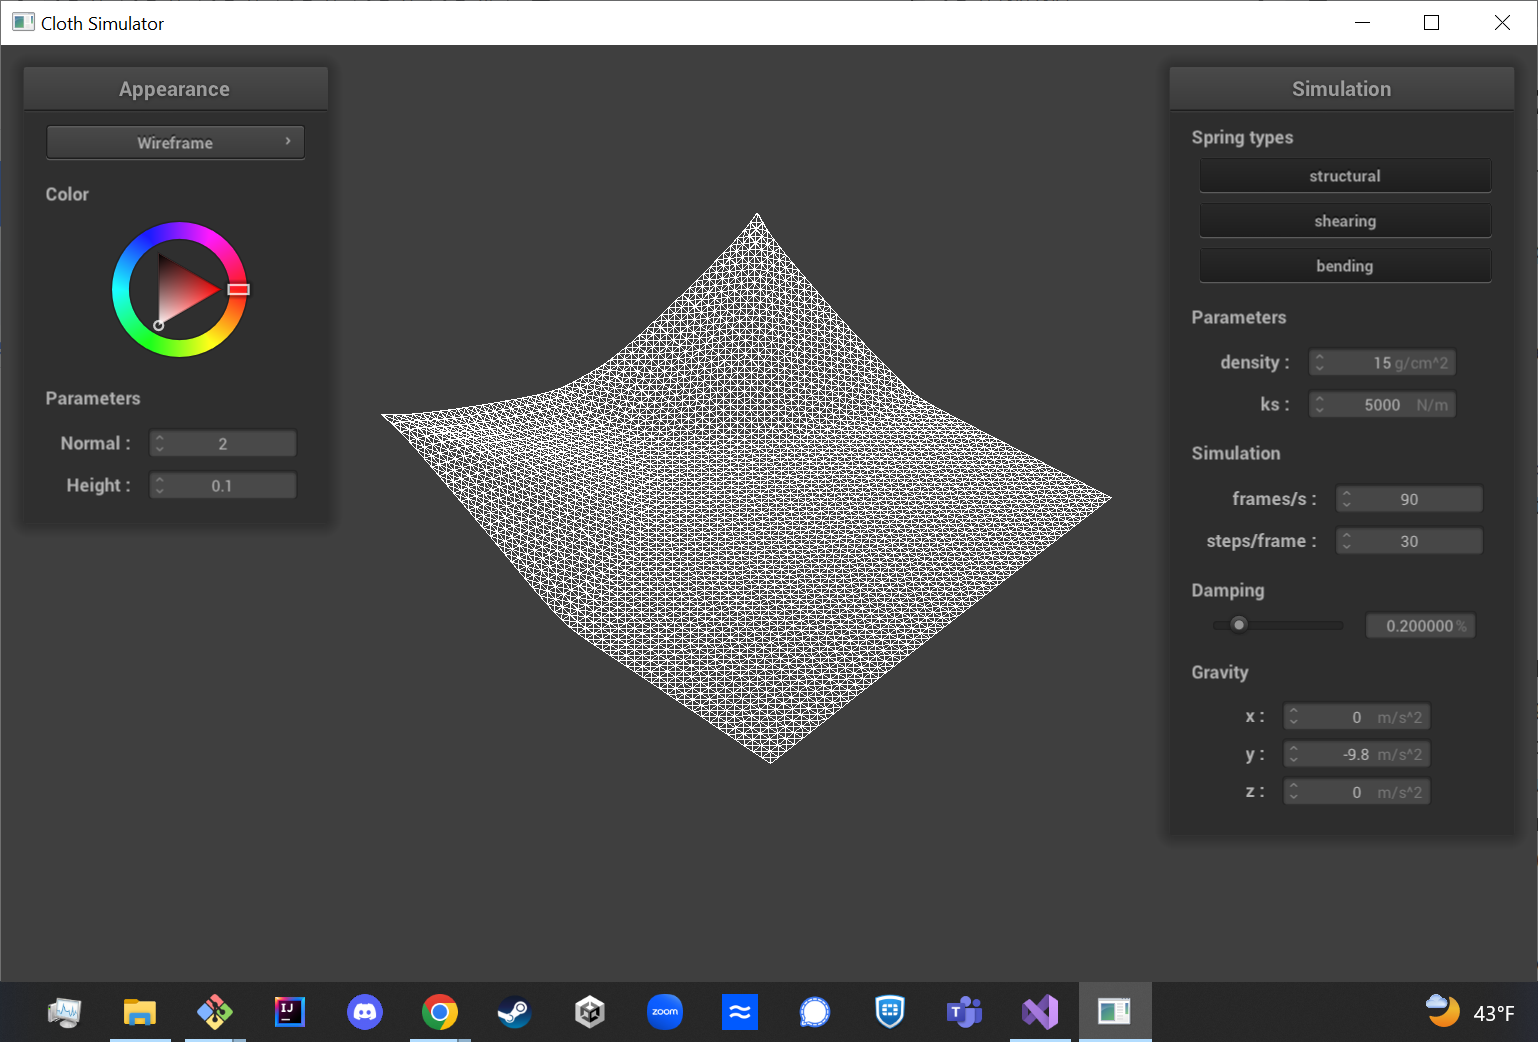 Cloth Simulator
Appearance
Wireframe
Color
Parameters
Normal : 2
Height : 0.1
Simulation
Spring types
structural
shearing
bending
Parameters
density : 15 g/cm^2
ks : 5000 N/m
Simulation
frames/s : 90
steps/frame : 30
Damping
0.200000 %
Gravity
x : 0 m/s^2
y : -9.8 m/s^2
z : 0 m/s^2
IJ
zoom
T
43°F